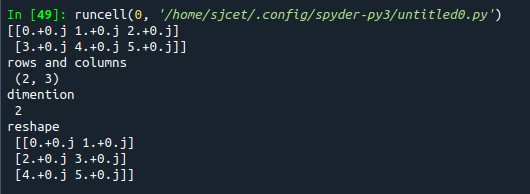 In [49]: runcell(0, '/home/sjcet/.config/spyder-py3/untitled0.py')
[[0.+0.j 1.+0.j 2.+0.j]
 [3.+0.j 4.+0.j 5.+0.j]]
rows and columns
 (2, 3)
dimention
 2
reshape
 [[0.+0.j 1.+0.j]
 [2.+0.j 3.+0.j]
 [4.+0.j 5.+0.j]]